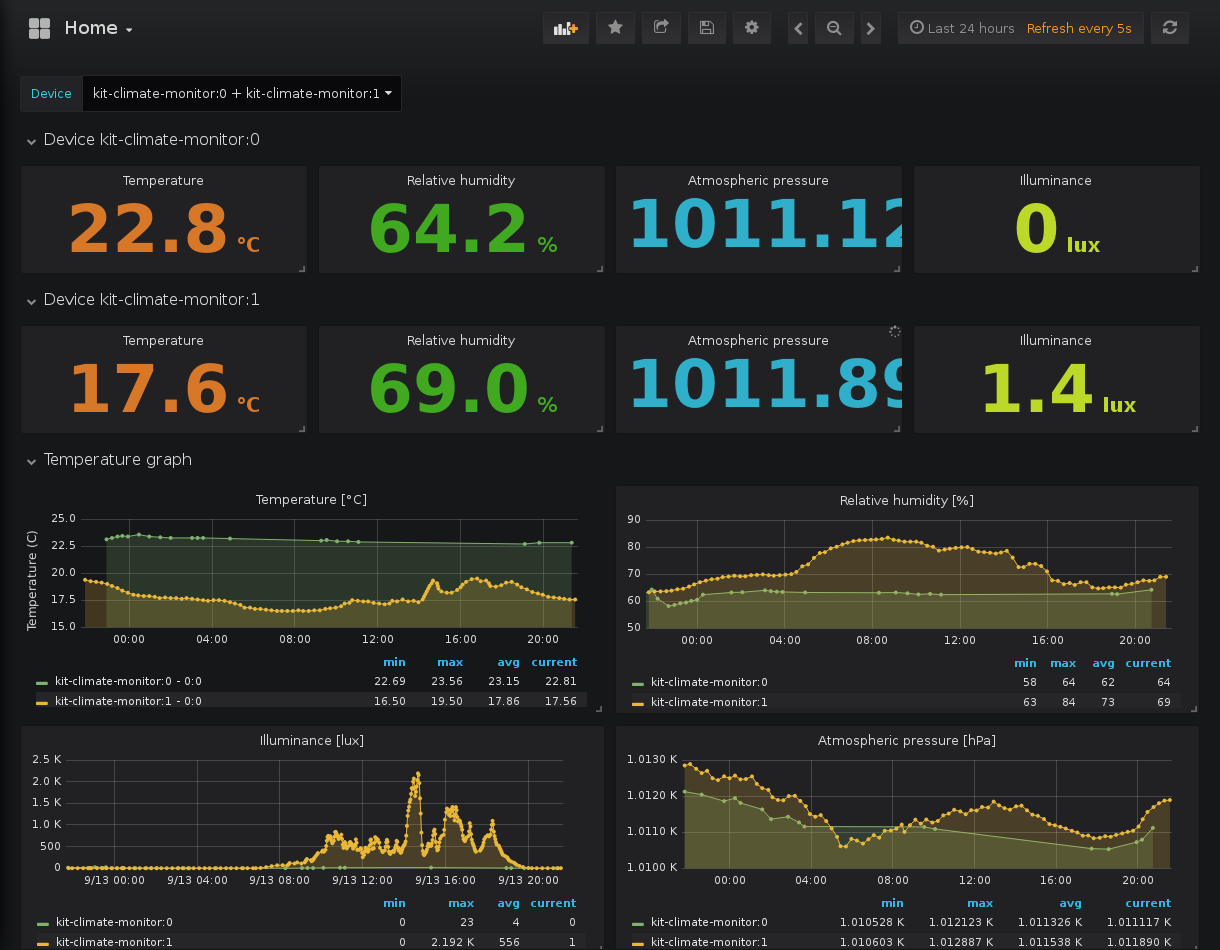 Home
Last 24 hours Refresh every 5s
Device kit-climate-monitor:0 + kit-climate-monitor:1
Device kit-climate-monitor:0
Temperature Relative humidity Atmospheric pressure Illuminance
22.8 °C 64.2 % 1011.12 0 lux
Device kit-climate-monitor:1
Temperature Relative humidity Atmospheric pressure Illuminance
17.6 °C 69.0 % 1011.89 1.4 lux
Temperature graph
Temperature [°C]
Temperature (C)
25.0
22.5
20.0
17.5
15.0
00:00 04:00 08:00 12:00 16:00 20:00
min max avg current
kit-climate-monitor:0 - 0:0 22.69 23.56 23.15 22.81
kit-climate-monitor:1 - 0:0 16.50 19.50 17.86 17.56
Relative humidity [%]
90
80
70
60
50
00:00 04:00 08:00 12:00 16:00 20:00
min max avg current
kit-climate-monitor:0 58 64 62 64
kit-climate-monitor:1 63 84 73 69
Illuminance [lux]
2.5 K
2.0 K
1.5 K
1.0 K
500
0
9/13 00:00 9/13 04:00 9/13 08:00 9/13 12:00 9/13 16:00 9/13 20:00
min max avg current
kit-climate-monitor:0 0 23 4 0
kit-climate-monitor:1 0 2.192 K 556 1
Atmospheric pressure [hPa]
1.0130 K
1.0120 K
1.0110 K
1.0100 K
00:00 04:00 08:00 12:00 16:00 20:00
min max avg current
kit-climate-monitor:0 1.010528 K 1.012123 K 1.011326 K 1.011117 K
kit-climate-monitor:1 1.010603 K 1.012887 K 1.011538 K 1.011890 K